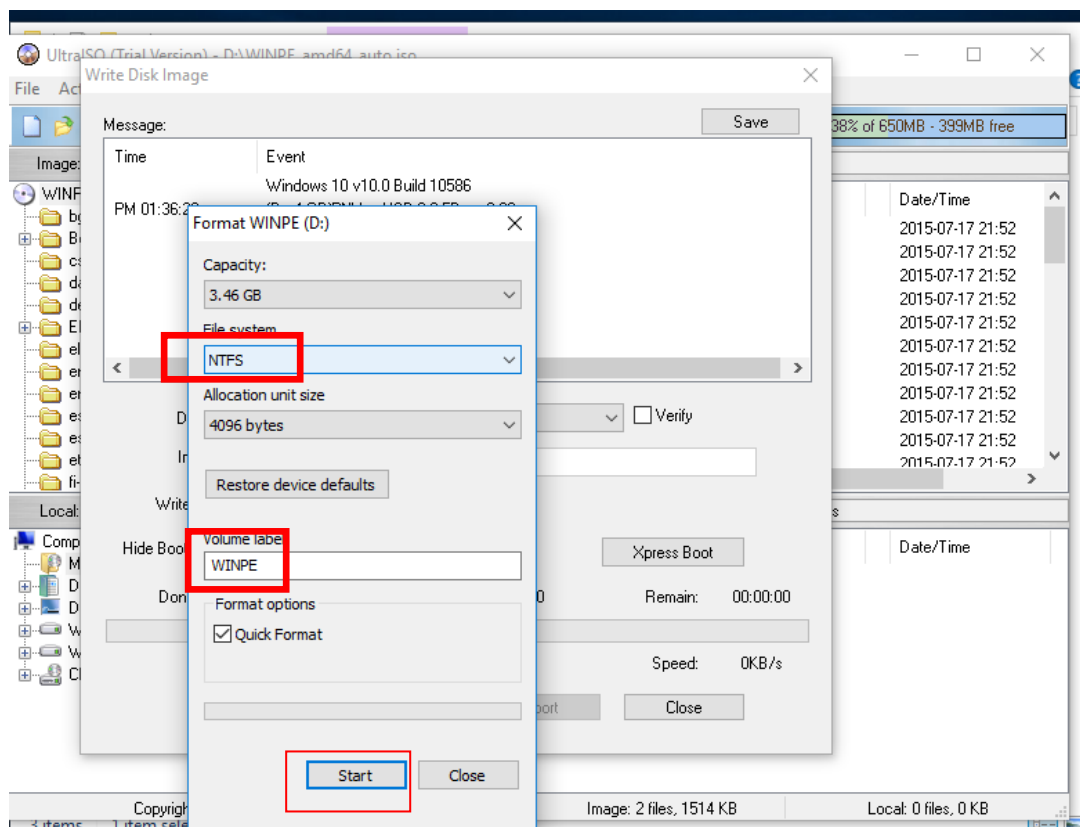 UltraISO (Trial Version) - D:\WINPE_amd64_auto.iso
File Act
Write Disk Image
Message:
Save
38% of 650MB - 399MB free
Time Event
Image:
Windows 10 v10.0 Build 10586
WINP
Date/Time
PM 01:36:2
Format WINPE (D:)
2015-07-17 21:52
2015-07-17 21:52
2015-07-17 21:52
2015-07-17 21:52
2015-07-17 21:52
2015-07-17 21:52
2015-07-17 21:52
2015-07-17 21:52
2015-07-17 21:52
2015-07-17 21:52
2015-07-17 21:52
Capacity:
3.46 GB
File system
NTFS
Allocation unit size
4096 bytes
Verify
Restore device defaults
fi-
Local:
Write
Comp
Hide Boot
Volume label
WINPE
Xpress Boot
Date/Time
Format options
Quick Format
Remain: 00:00:00
Speed: 0KB/s
Close
Start Close
Copyrigh
Image: 2 files, 1514 KB
Local: 0 files, 0 KB
3 items 1 item sele